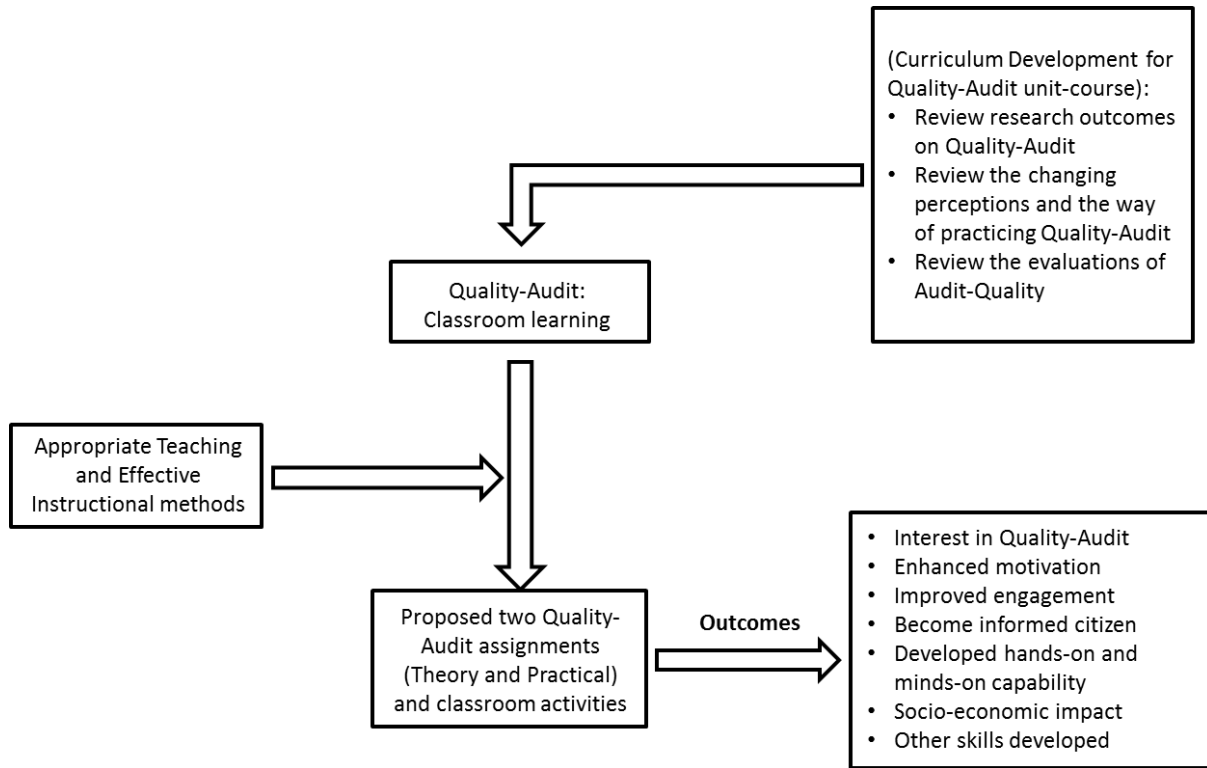 (Curriculum Development for
Quality-Audit unit-course):
• Review research outcomes
on Quality-Audit
• Review the changing
perceptions and the way
of practicing Quality-Audit
• Review the evaluations of
Audit-Quality
Quality-Audit:
Classroom learning
Appropriate Teaching
and Effective
Instructional methods
Proposed two Quality-
Audit assignments
(Theory and Practical)
and classroom activities
Outcomes
• Interest in Quality-Audit
• Enhanced motivation
• Improved engagement
• Become informed citizen
• Developed hands-on and
minds-on capability
• Socio-economic impact
• Other skills developed